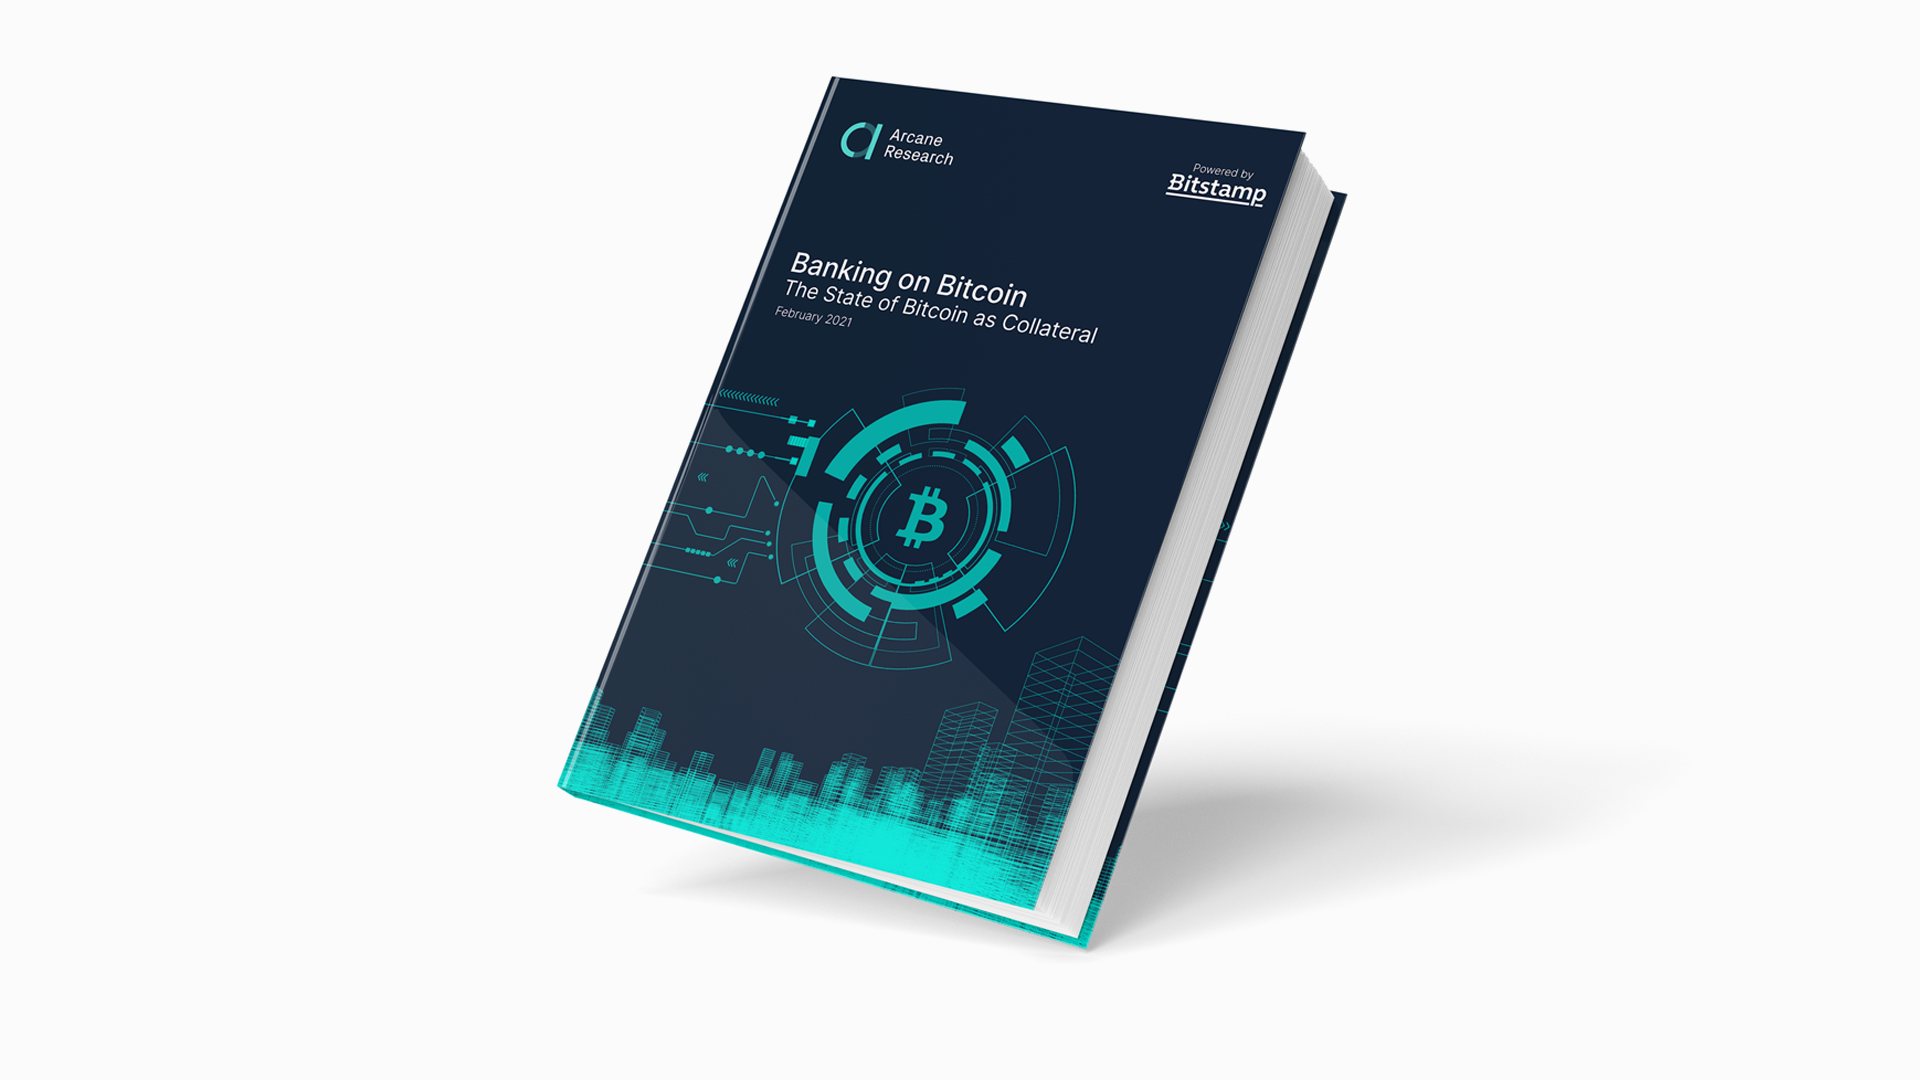 Arcane
Research
Powered by
Bitstamp
Banking on Bitcoin
The State of Bitcoin as Collateral
February 2021